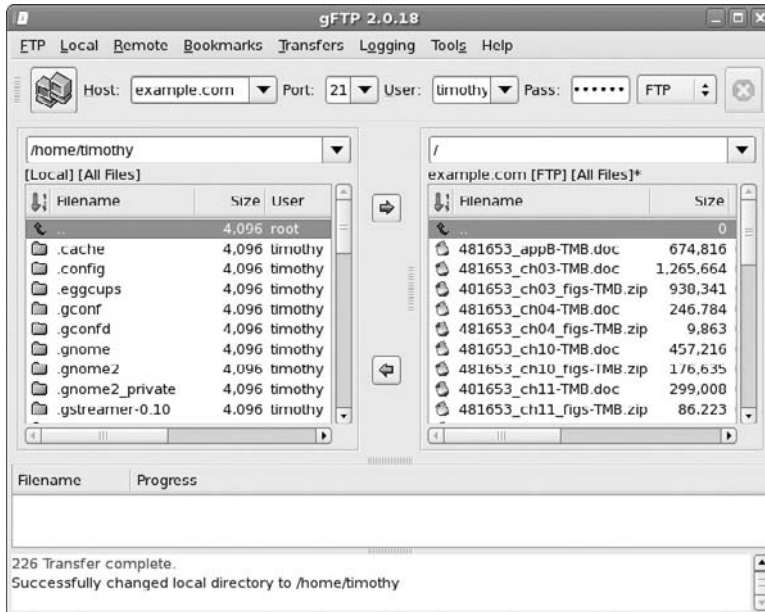 gFTP 2.0.18
FTP Local Remote Bookmarks Transfers Logging Tools Help
Host: example.com Port: 21 User: timothy Pass: •••••• FTP
/home/timothy
[Local] [All Files]
Filename Size User
.. 4,096 root
.cache 4,096 timothy
.config 4,096 timothy
.eggcups 4,096 timothy
.gconf 4,096 timothy
.gconfd 4,096 timothy
.gnome 4,096 timothy
.gnome2 4,096 timothy
.gnome2_private 4,096 timothy
.gstreamer-0.10 4,096 timothy
/
example.com [FTP] [All Files]*
Filename Size
.. 0
481653_appB-TMB.doc 674,816
481653_ch03-TMB.doc 1,265,664
481653_ch03_figs-TMB.zip 938,341
481653_ch04-TMB.doc 246,784
481653_ch04_figs-TMB.zip 9,863
481653_ch10-TMB.doc 457,216
481653_ch10_figs-TMB.zip 176,635
481653_ch11-TMB.doc 299,008
481653_ch11_figs-TMB.zip 86,223
Filename Progress
226 Transfer complete.
Successfully changed local directory to /home/timothy